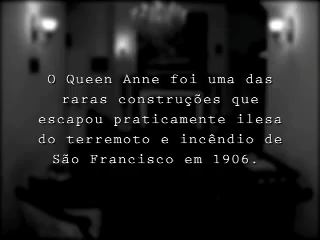 O Queen Anne foi uma das
raras construções que
escapou praticamente ilesa
do terremoto e incêndio de
São Francisco em 1906.